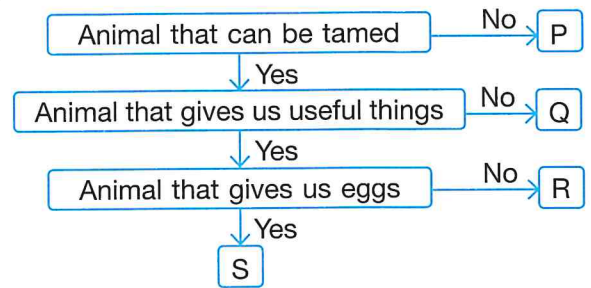 Animal that can be tamed No P
Yes
Animal that gives us useful things No Q
Yes
Animal that gives us eggs No R
Yes
S